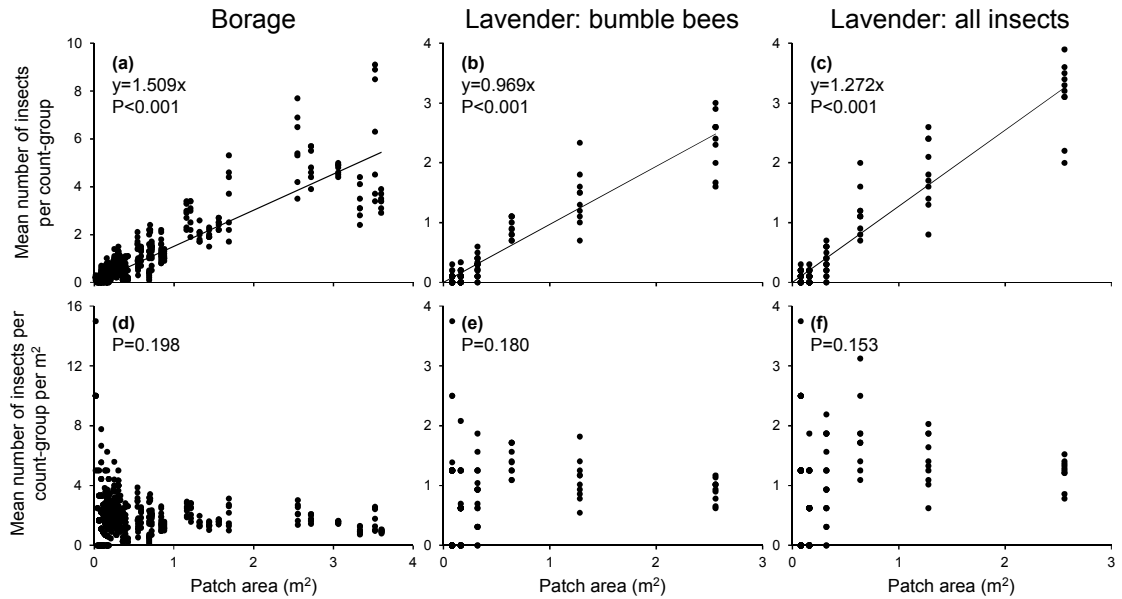 Borage
Lavender: bumble bees
Lavender: all insects
Mean number of insects
per count-group
10
8
6
4
2
0
(a)
y=1.509x
P<0.001
4
3
2
1
0
(b)
y=0.969x
P<0.001
4
3
2
1
0
(c)
y=1.272x
P<0.001
Mean number of insects per
count-group per m²
16
12
8
4
0
(d)
P=0.198
0 1 2 3 4
Patch area (m²)
4
3
2
1
0
(e)
P=0.180
0 1 2 3
Patch area (m²)
4
3
2
1
0
(f)
P=0.153
0 1 2 3
Patch area (m²)